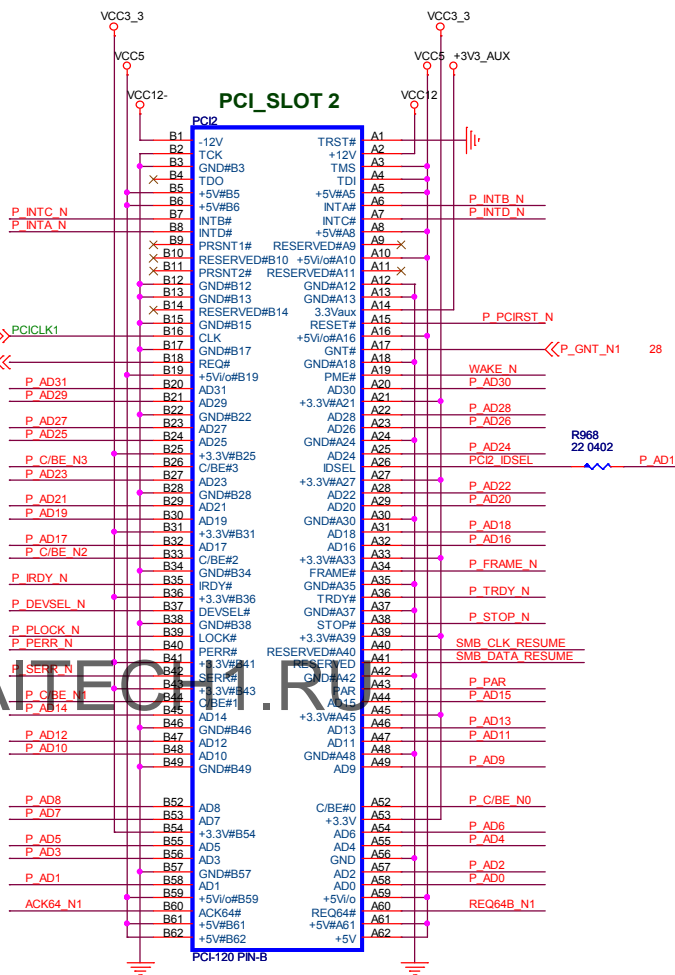 VCC3_3 VCC3_3
VCC5 VCC5 +3V3_AUX
VCC12- VCC12
PCI_SLOT 2
PCI2
B1 -12V TRST# A1
B2 TCK +12V A2
B3 GND#B3 TMS A3
B4 TDO TDI A4
B5 +5V#B5 +5V#A5 A5
B6 +5V#B6 INTA# A6 P_INTB_N
P_INTC_N B7 INTB# INTC# A7 P_INTD_N
P_INTA_N B8 INTD# +5V#A8 A8
B9 PRSNT1# RESERVED#A9 A9
B10 RESERVED#B10 +5Vi/o#A10 A10
B11 PRSNT2# RESERVED#A11 A11
B12 GND#B12 GND#A12 A12
B13 GND#B13 GND#A13 A13
B14 RESERVED#B14 3.3Vaux A14
B15 GND#B15 RESET# A15 P_PCIRST_N
PCICLK1 B16 CLK +5Vi/o#A16 A16
B17 GND#B17 GNT# A17 P_GNT_N1 28
B18 REQ# GND#A18 A18
B19 +5Vi/o#B19 PME# A19 WAKE_N
P_AD31 B20 AD31 AD30 A20 P_AD30
P_AD29 B21 AD29 +3.3V#A21 A21
B22 GND#B22 AD28 A22 P_AD28
P_AD27 B23 AD27 AD26 A23 P_AD26
P_AD25 B24 AD25 GND#A24 A24
B25 +3.3V#B25 AD24 A25 P_AD24
R968
22 0402
P_C/BE_N3 B26 C/BE#3 IDSEL A26 PCI2_IDSEL P_AD1
P_AD23 B27 AD23 +3.3V#A27 A27
B28 GND#B28 AD22 A28 P_AD22
P_AD21 B29 AD21 AD20 A29 P_AD20
P_AD19 B30 AD19 GND#A30 A30
B31 +3.3V#B31 AD18 A31 P_AD18
P_AD17 B32 AD17 AD16 A32 P_AD16
P_C/BE_N2 B33 C/BE#2 +3.3V#A33 A33
B34 GND#B34 FRAME# A34 P_FRAME_N
P_IRDY_N B35 IRDY# GND#A35 A35
B36 +3.3V#B36 TRDY# A36 P_TRDY_N
P_DEVSEL_N B37 DEVSEL# GND#A37 A37
B38 GND#B38 STOP# A38 P_STOP_N
P_PLOCK_N B39 LOCK# +3.3V#A39 A39
P_PERR_N B40 PERR# RESERVED#A40 A40 SMB_CLK_RESUME
B41 +3.3V#B41 RESERVED A41 SMB_DATA_RESUME
P_SERR_N B42 SERR# GND#A42 A42
B43 +3.3V#B43 PAR A43 P_PAR
P_C/BE_N1 B44 C/BE#1 AD15 A44 P_AD15
AITECH1.RU
P_AD14 B45 AD14 +3.3V#A45 A45
B46 GND#B46 AD13 A46 P_AD13
P_AD12 B47 AD12 AD11 A47 P_AD11
P_AD10 B48 AD10 GND#A48 A48
B49 GND#B49 AD9 A49 P_AD9
P_AD8 B52 AD8 C/BE#0 A52 P_C/BE_N0
P_AD7 B53 AD7 +3.3V A53
B54 +3.3V#B54 AD6 A54 P_AD6
P_AD5 B55 AD5 AD4 A55 P_AD4
P_AD3 B56 AD3 GND A56
B57 GND#B57 AD2 A57 P_AD2
P_AD1 B58 AD1 AD0 A58 P_AD0
B59 +5Vi/o#B59 +5Vi/o A59
ACK64_N1 B60 ACK64# REQ64# A60 REQ64B_N1
B61 +5V#B61 +5V#A61 A61
B62 +5V#B62 +5V A62
PCI-120 PIN-B